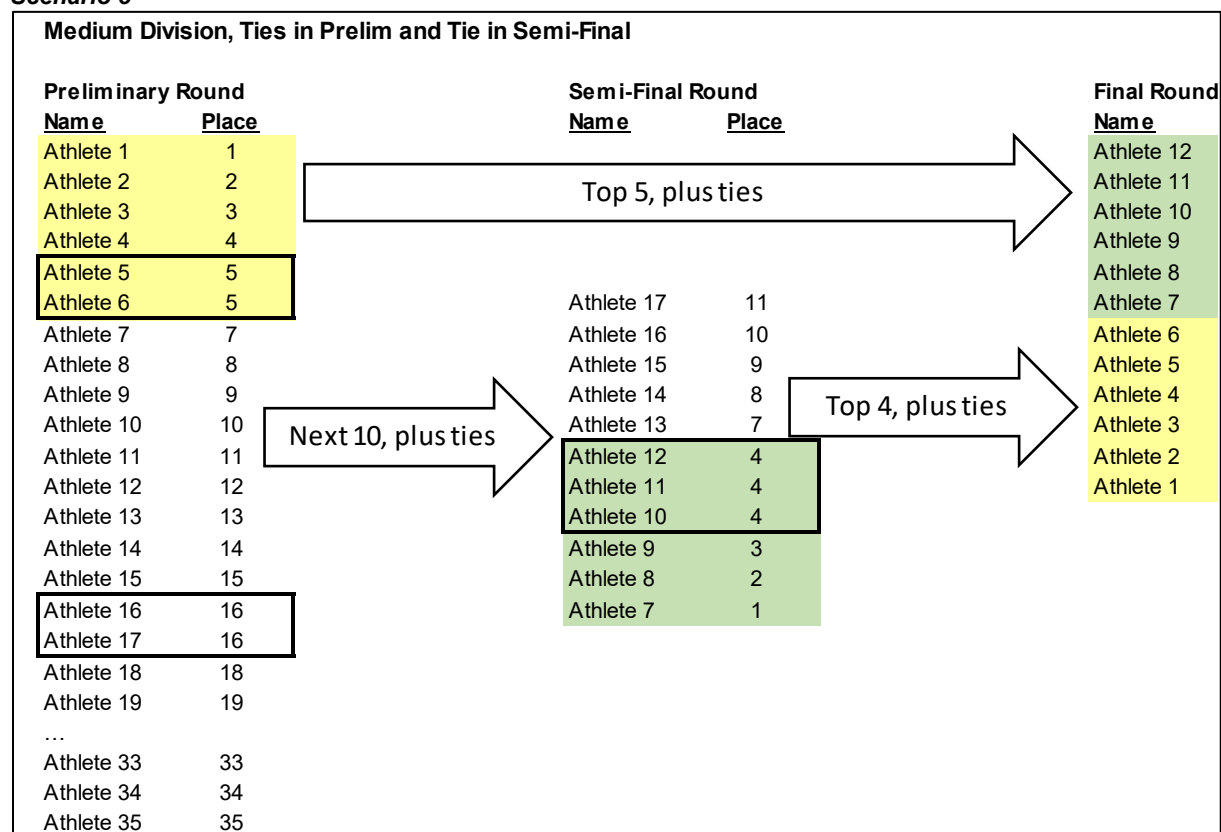 Medium Division, Ties in Prelim and Tie in Semi-Final
Preliminary Round Semi-Final Round Final Round
Name Place Name Place Name
Athlete 1 1 Athlete 12
Athlete 2 2 Top 5, plus ties Athlete 11
Athlete 3 3 Athlete 10
Athlete 4 4 Athlete 9
Athlete 5 5 Athlete 8
Athlete 6 5 Athlete 17 11 Athlete 7
Athlete 7 7 Athlete 16 10 Athlete 6
Athlete 8 8 Athlete 15 9 Athlete 5
Athlete 9 9 Athlete 14 8 Top 4, plus ties Athlete 4
Athlete 10 10 Next 10, plus ties Athlete 13 7 Athlete 3
Athlete 11 11 Athlete 12 4 Athlete 2
Athlete 12 12 Athlete 11 4 Athlete 1
Athlete 13 13 Athlete 10 4
Athlete 14 14 Athlete 9 3
Athlete 15 15 Athlete 8 2
Athlete 16 16 Athlete 7 1
Athlete 17 16
Athlete 18 18
Athlete 19 19
…
Athlete 33 33
Athlete 34 34
Athlete 35 35